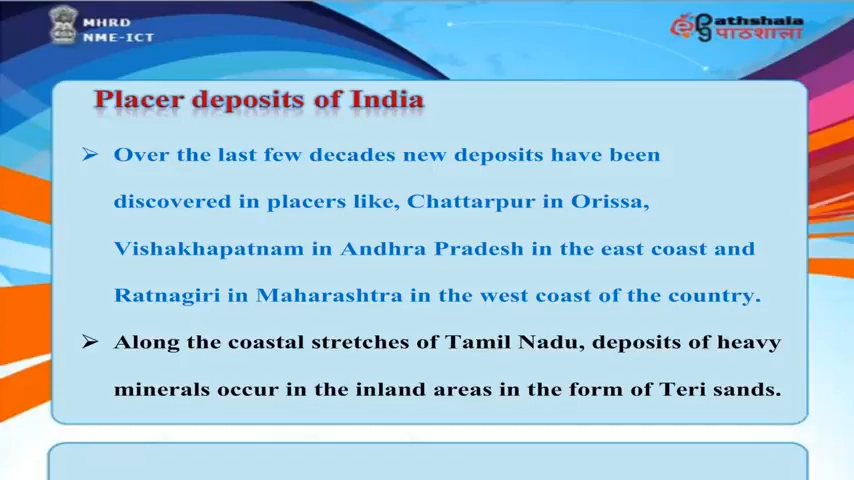 MHRD
NME-ICT
Pathshala
पाठशाला
Placer deposits of India
➢ Over the last few decades new deposits have been
discovered in placers like, Chattarpur in Orissa,
Vishakhapatnam in Andhra Pradesh in the east coast and
Ratnagiri in Maharashtra in the west coast of the country.
➢ Along the coastal stretches of Tamil Nadu, deposits of heavy
minerals occur in the inland areas in the form of Teri sands.